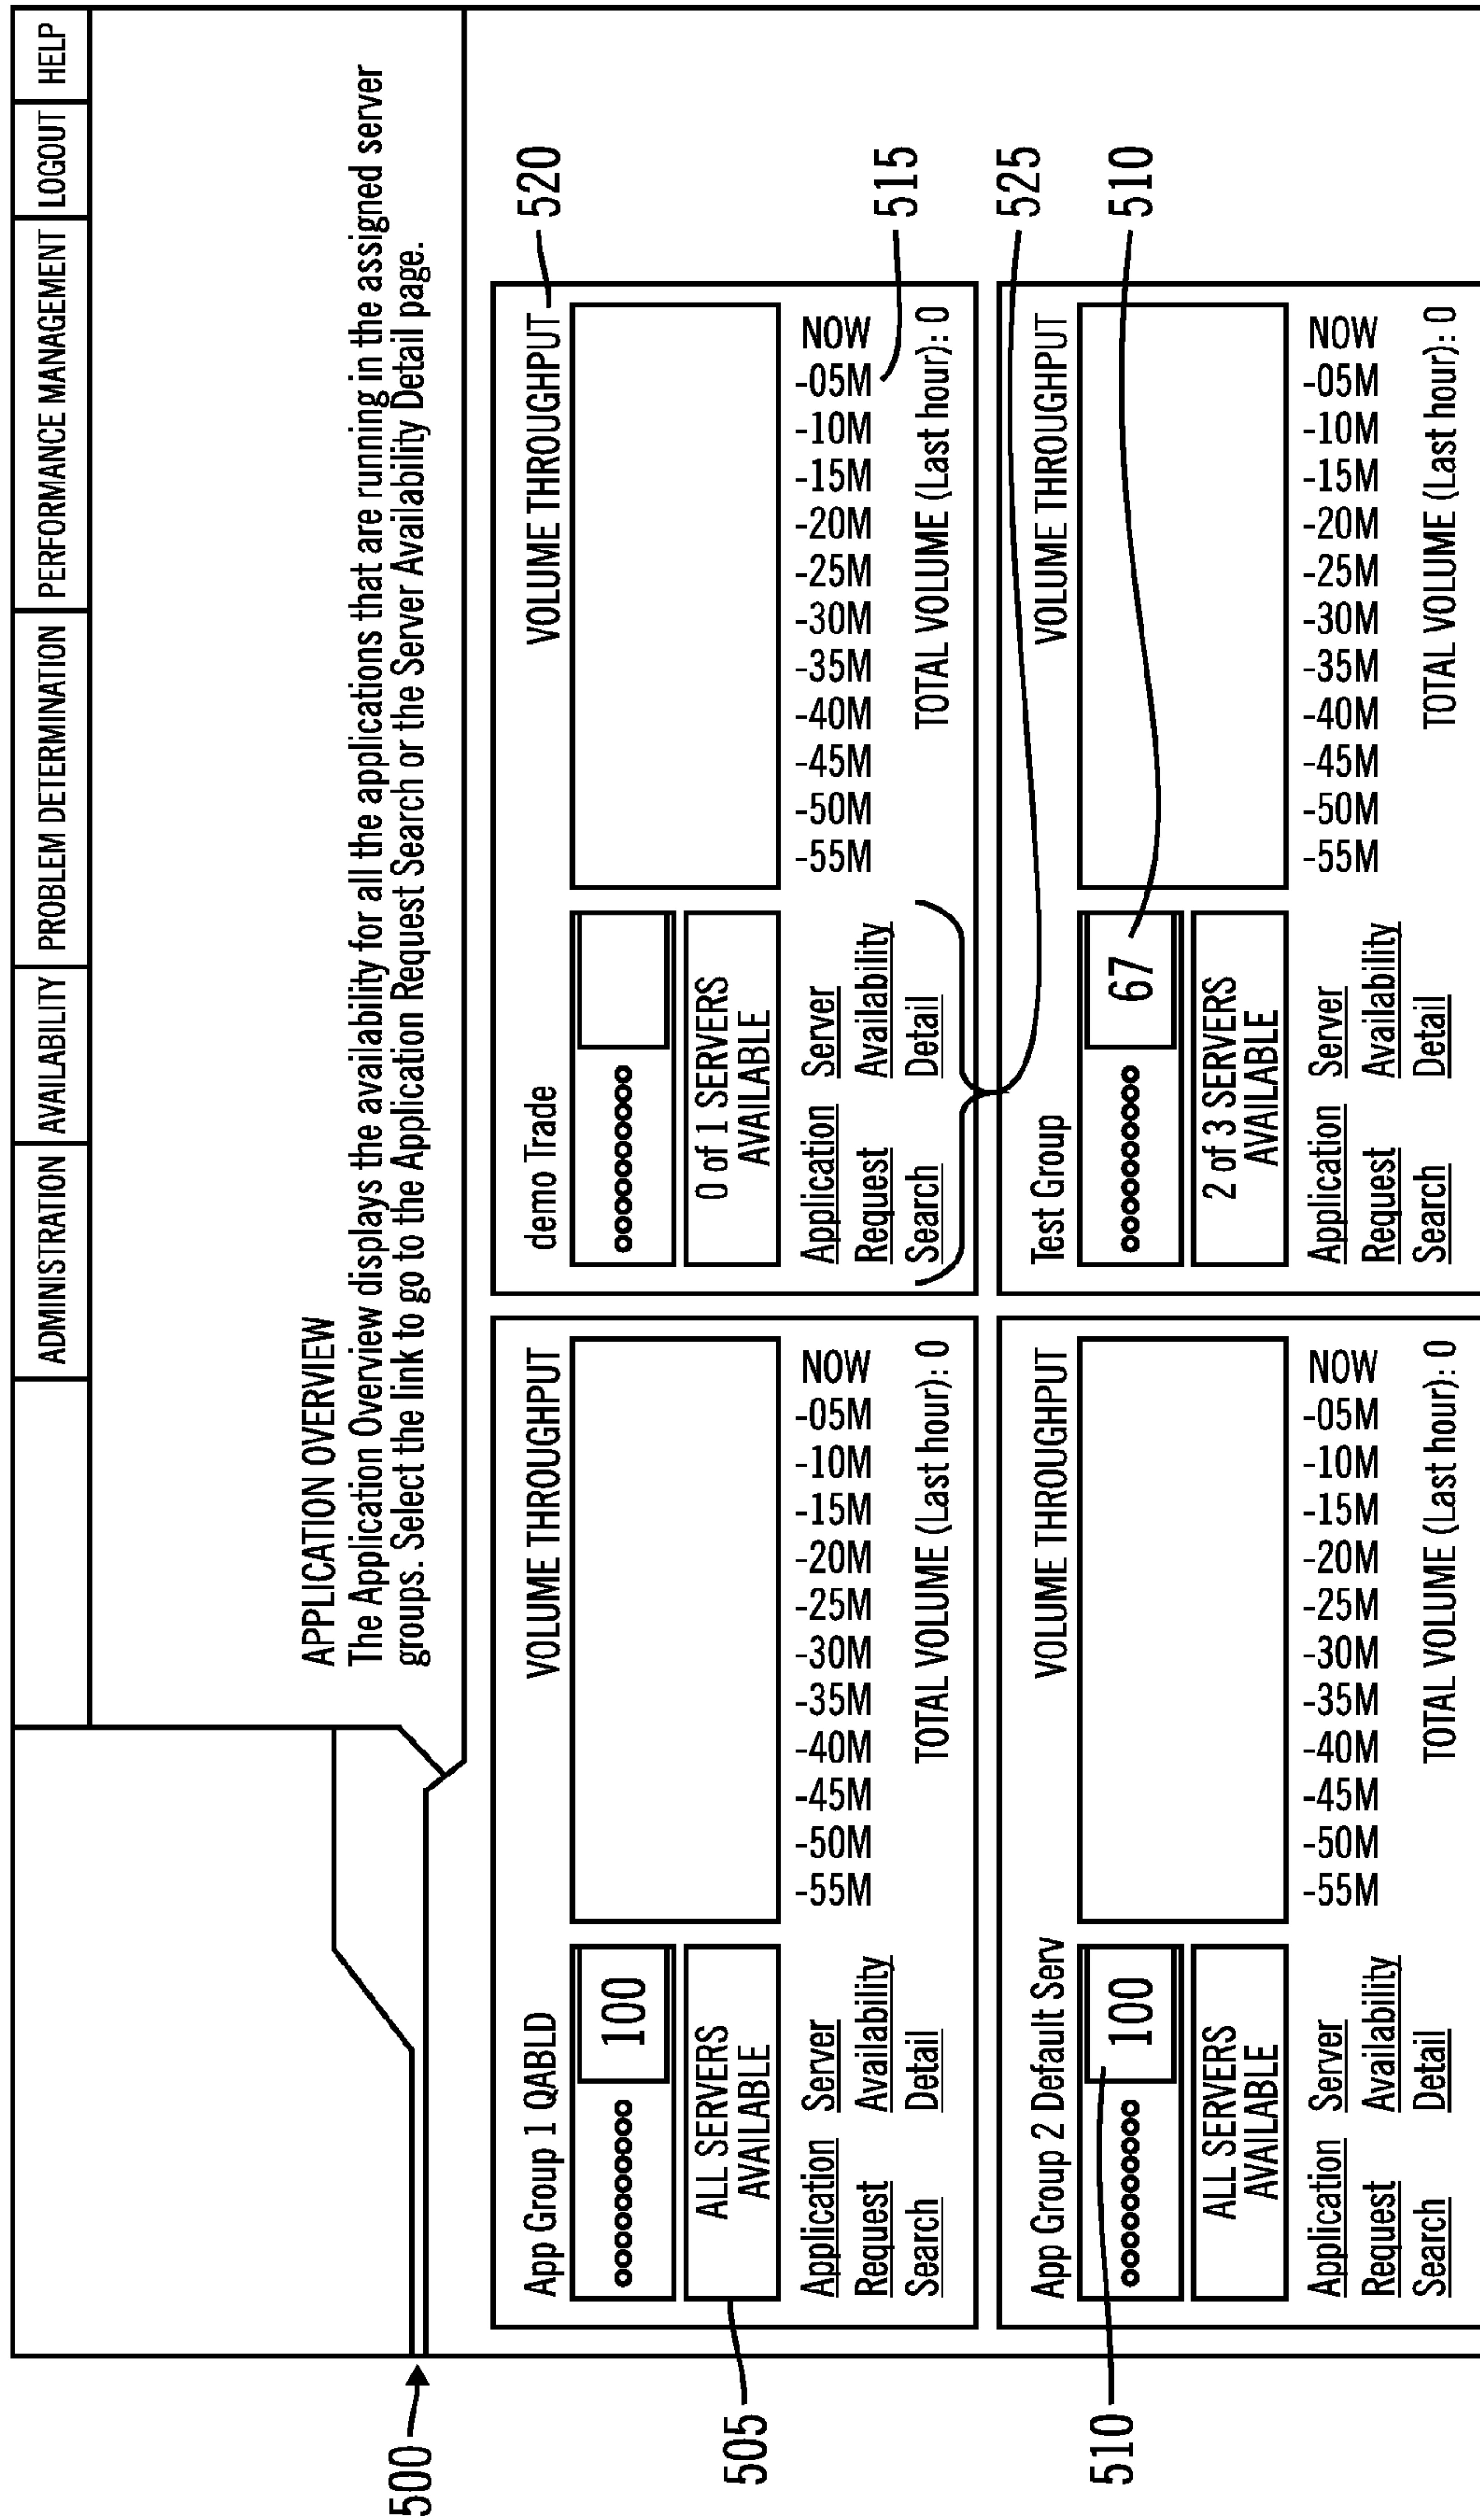 ADMINISTRATION
AVAILABILITY
PROBLEM DETERMINATION
PERFORMANCE MANAGEMENT
LOGOUT
HELP
APPLICATION OVERVIEW
The Application Overview displays the availability for all the applications that are running in the assigned server
groups. Select the link to go to the Application Request Search or the Server Availability Detail page.
500
App Group 1 QABLD
VOLUME THROUGHPUT
100
ALL SERVERS
AVAILABLE
505
-55M -50M -45M -40M -35M -30M -25M -20M -15M -10M -05M NOW
Application Server
Request Availability
Search Detail
TOTAL VOLUME (Last hour): 0
demo Trade
VOLUME THROUGHPUT
520
0 of 1 SERVERS
AVAILABLE
-55M -50M -45M -40M -35M -30M -25M -20M -15M -10M -05M NOW
515
Application Server
Request Availability
Search Detail
TOTAL VOLUME (Last hour): 0
525
App Group 2 Default Serv
VOLUME THROUGHPUT
100
510
ALL SERVERS
AVAILABLE
-55M -50M -45M -40M -35M -30M -25M -20M -15M -10M -05M NOW
Application Server
Request Availability
Search Detail
TOTAL VOLUME (Last hour): 0
Test Group
VOLUME THROUGHPUT
67
510
2 of 3 SERVERS
AVAILABLE
-55M -50M -45M -40M -35M -30M -25M -20M -15M -10M -05M NOW
Application Server
Request Availability
Search Detail
TOTAL VOLUME (Last hour): 0